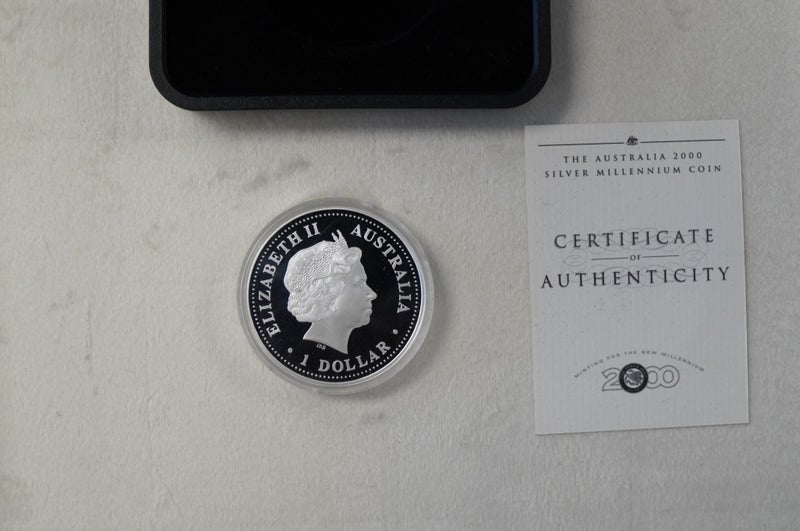 ELIZABETH II AUSTRALIA
1 DOLLAR
IRB
THE AUSTRALIA 2000
SILVER MILLENNIUM COIN
CERTIFICATE
OF
AUTHENTICITY
MINTING FOR THE NEW MILLENNIUM
2000